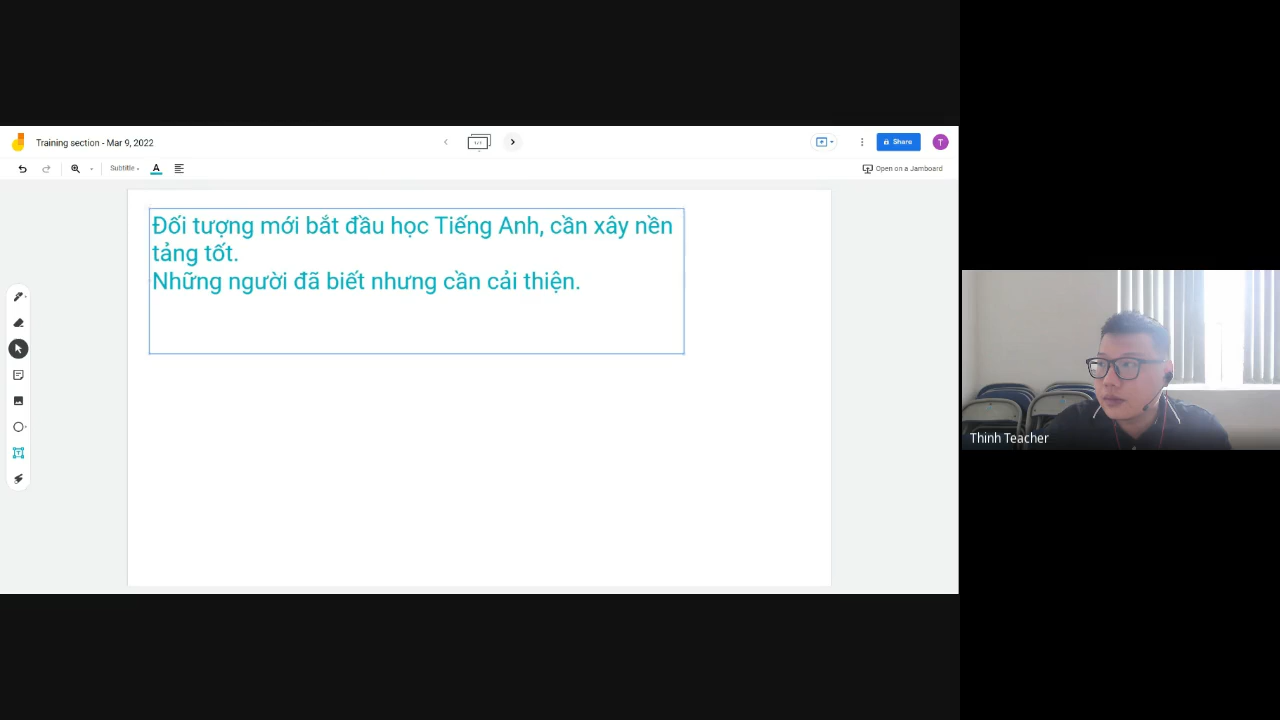 Training section - Mar 9, 2022
Share
T
Subtitle
A
Open on a Jamboard
Đối tượng mới bắt đầu học Tiếng Anh, cần xây nền
tảng tốt.
Những người đã biết nhưng cần cải thiện.
Thinh Teacher